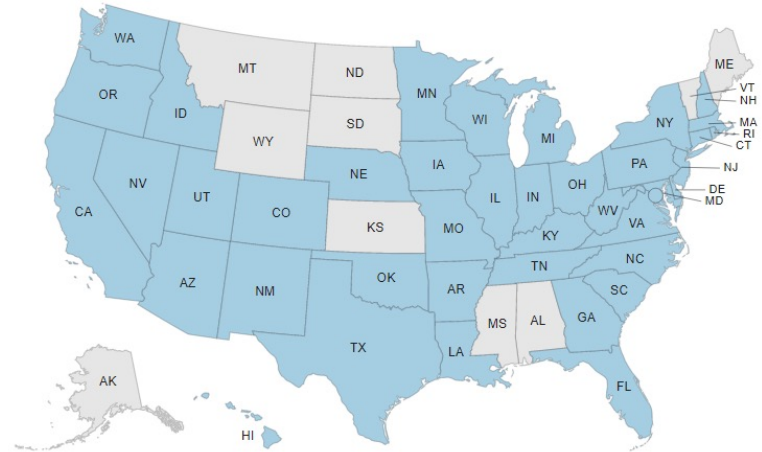 WA
MT
ND
ME
VT
NH
OR
MN
ID
SD
WI
NY
MA
RI
CT
WY
MI
IA
PA
NJ
NE
NV
OH
DE
UT
IL
IN
MD
CO
WV
CA
VA
KS
MO
KY
NC
TN
OK
AZ
NM
AR
SC
MS
AL
GA
TX
LA
AK
FL
HI